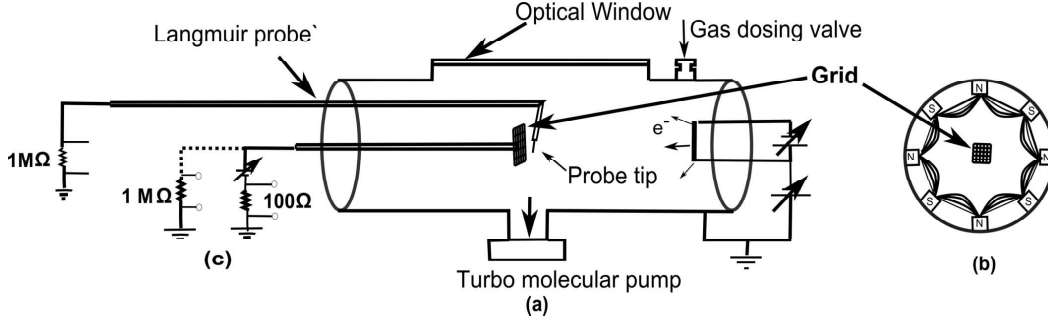 Optical Window
Langmuir probe`
Gas dosing valve
Grid
e-
1MΩ
Probe tip
1 MΩ
100Ω
(c)
Turbo molecular pump
(a)
N
S
S
N
N
S
S
N
(b)